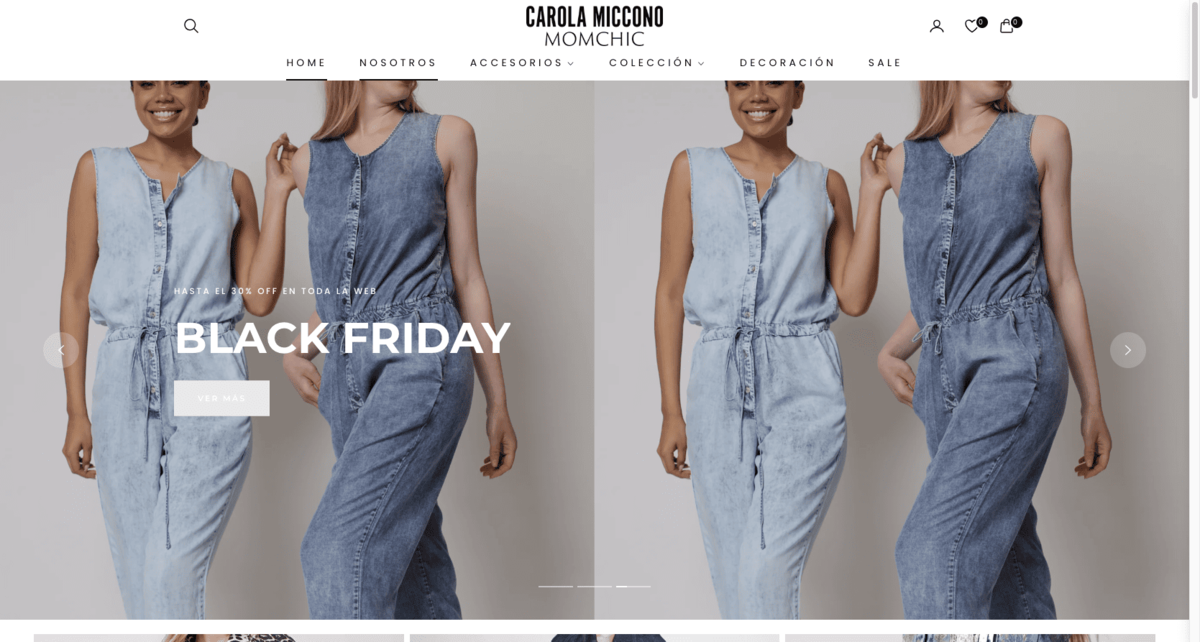 CAROLA MICCONO
MOMCHIC
0
0
HOME
NOSOTROS
ACCESORIOS
COLECCIÓN
DECORACIÓN
SALE
HASTA EL 30% OFF EN TODA LA WEB
BLACK FRIDAY
VER MÁS